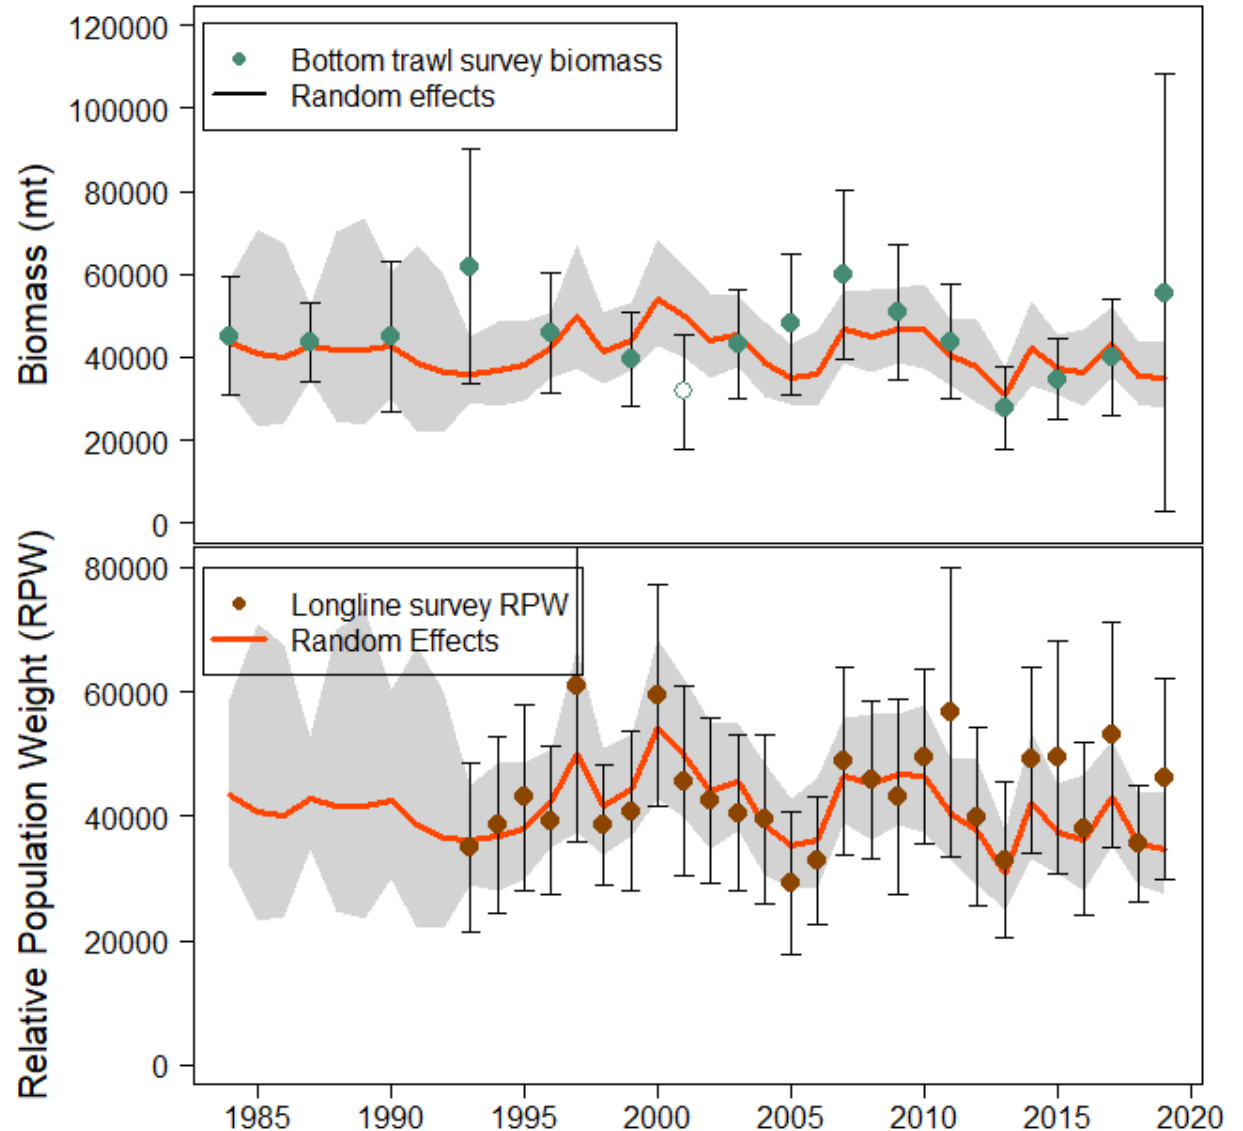 Biomass (mt)
120000
100000
80000
60000
40000
20000
0
Bottom trawl survey biomass
Random effects
Relative Population Weight (RPW)
80000
60000
40000
20000
0
Longline survey RPW
Random Effects
1985 1990 1995 2000 2005 2010 2015 2020